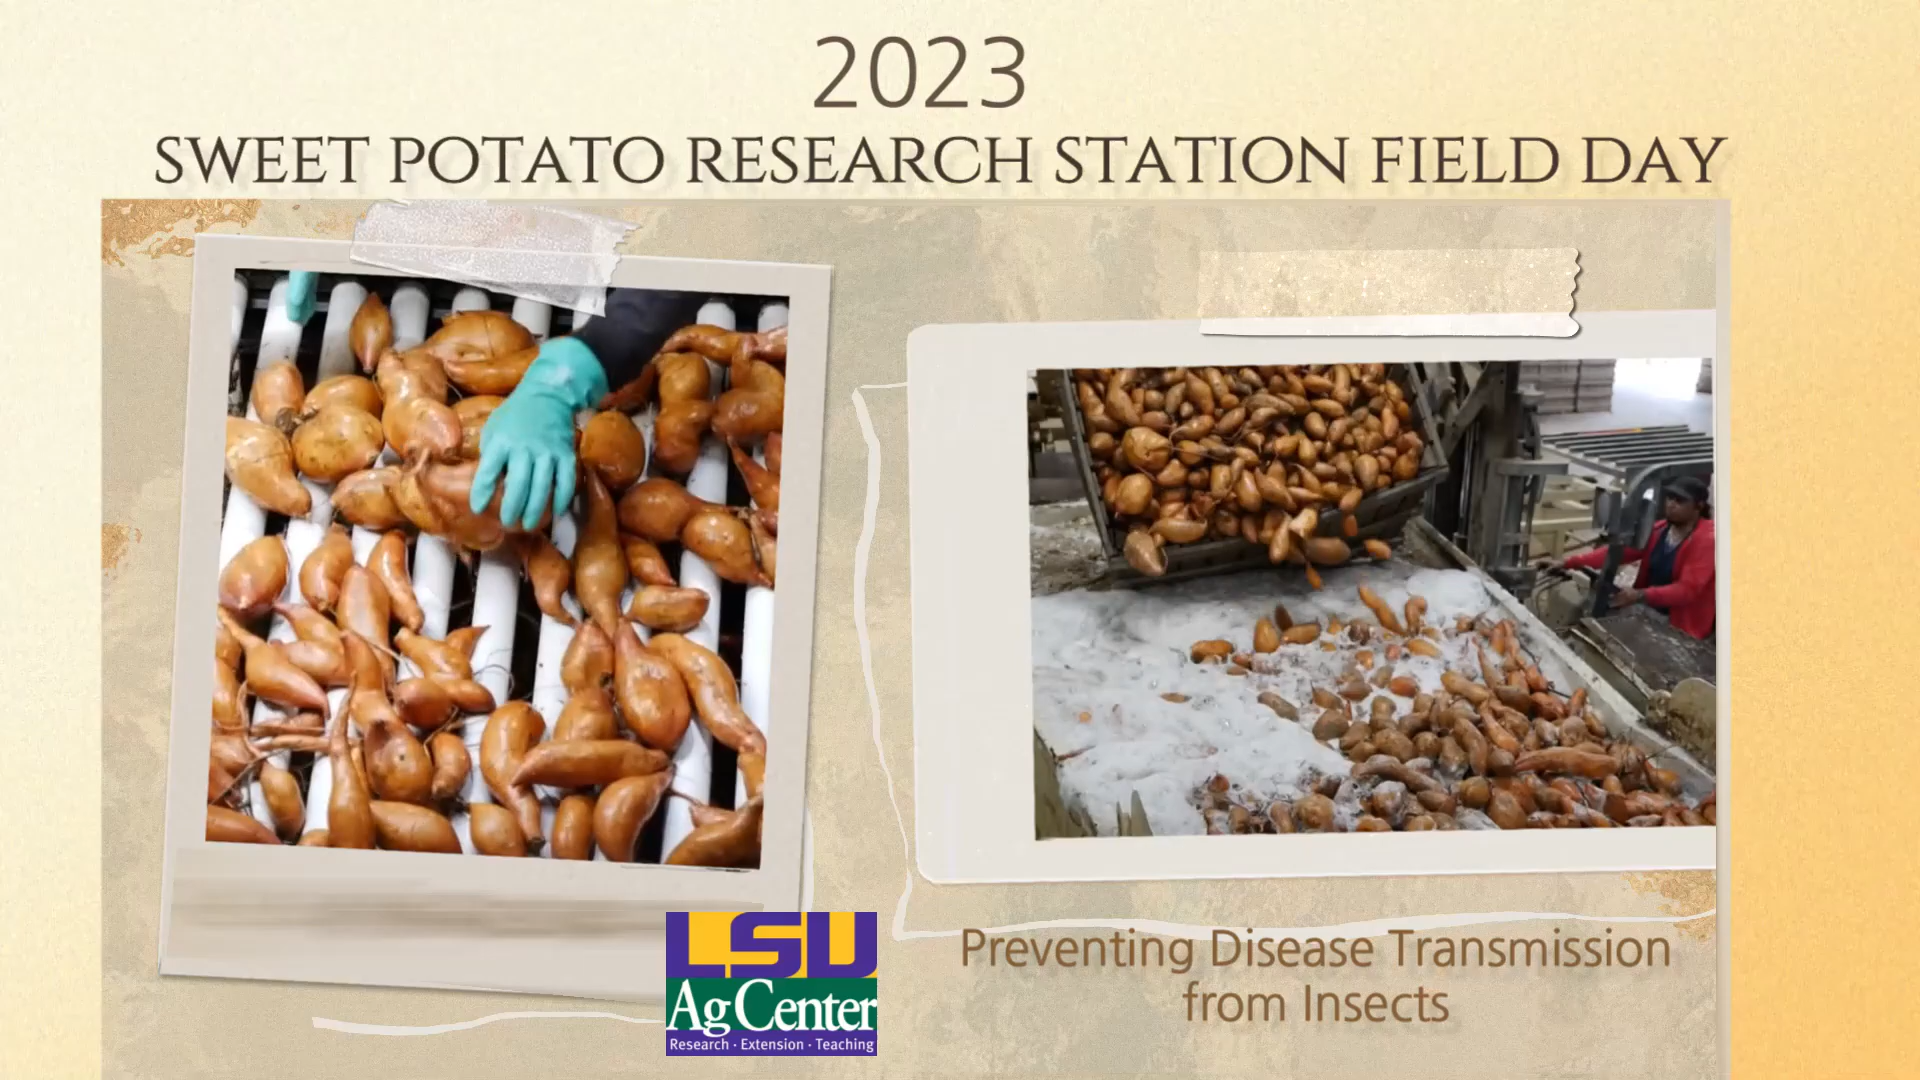 2023
SWEET POTATO RESEARCH STATION FIELD DAY
LSU
AgCenter
Research · Extension · Teaching
Preventing Disease Transmission
from Insects